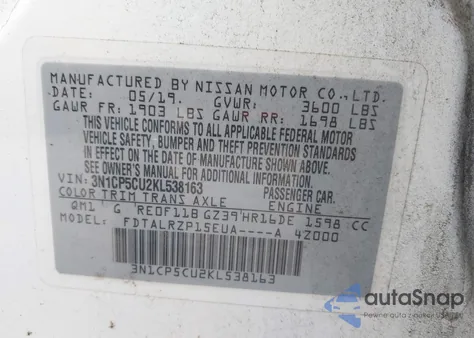 MANUFACTURED BY NISSAN MOTOR CO.,LTD.
DATE: 05/19. GVWR: 3600 LBS
GAWR FR: 1903 LBS GAWR RR: 1698 LBS
THIS VEHICLE CONFORMS TO ALL APPLICABLE FEDERAL MOTOR
VEHICLE SAFETY, BUMPER AND THEFT PREVENTION STANDARDS
IN EFFECT ON THE DATE OF MANUFACTURE SHOWN ABOVE.
SEE OWNER'S MANUAL FOR ADDITIONAL INFORMATION
VIN: 3N1CP5CU2KL538163 PASSENGER CAR.
COLOR TRIM TRANS AXLE ENGINE
QM1 G RE0F11B GZ39 HR16DE 1598 CC
MODEL: FDTALRZP15EUA----A 42000
3N1CP5CU2KL538163
autaSnap
Pewne auta z